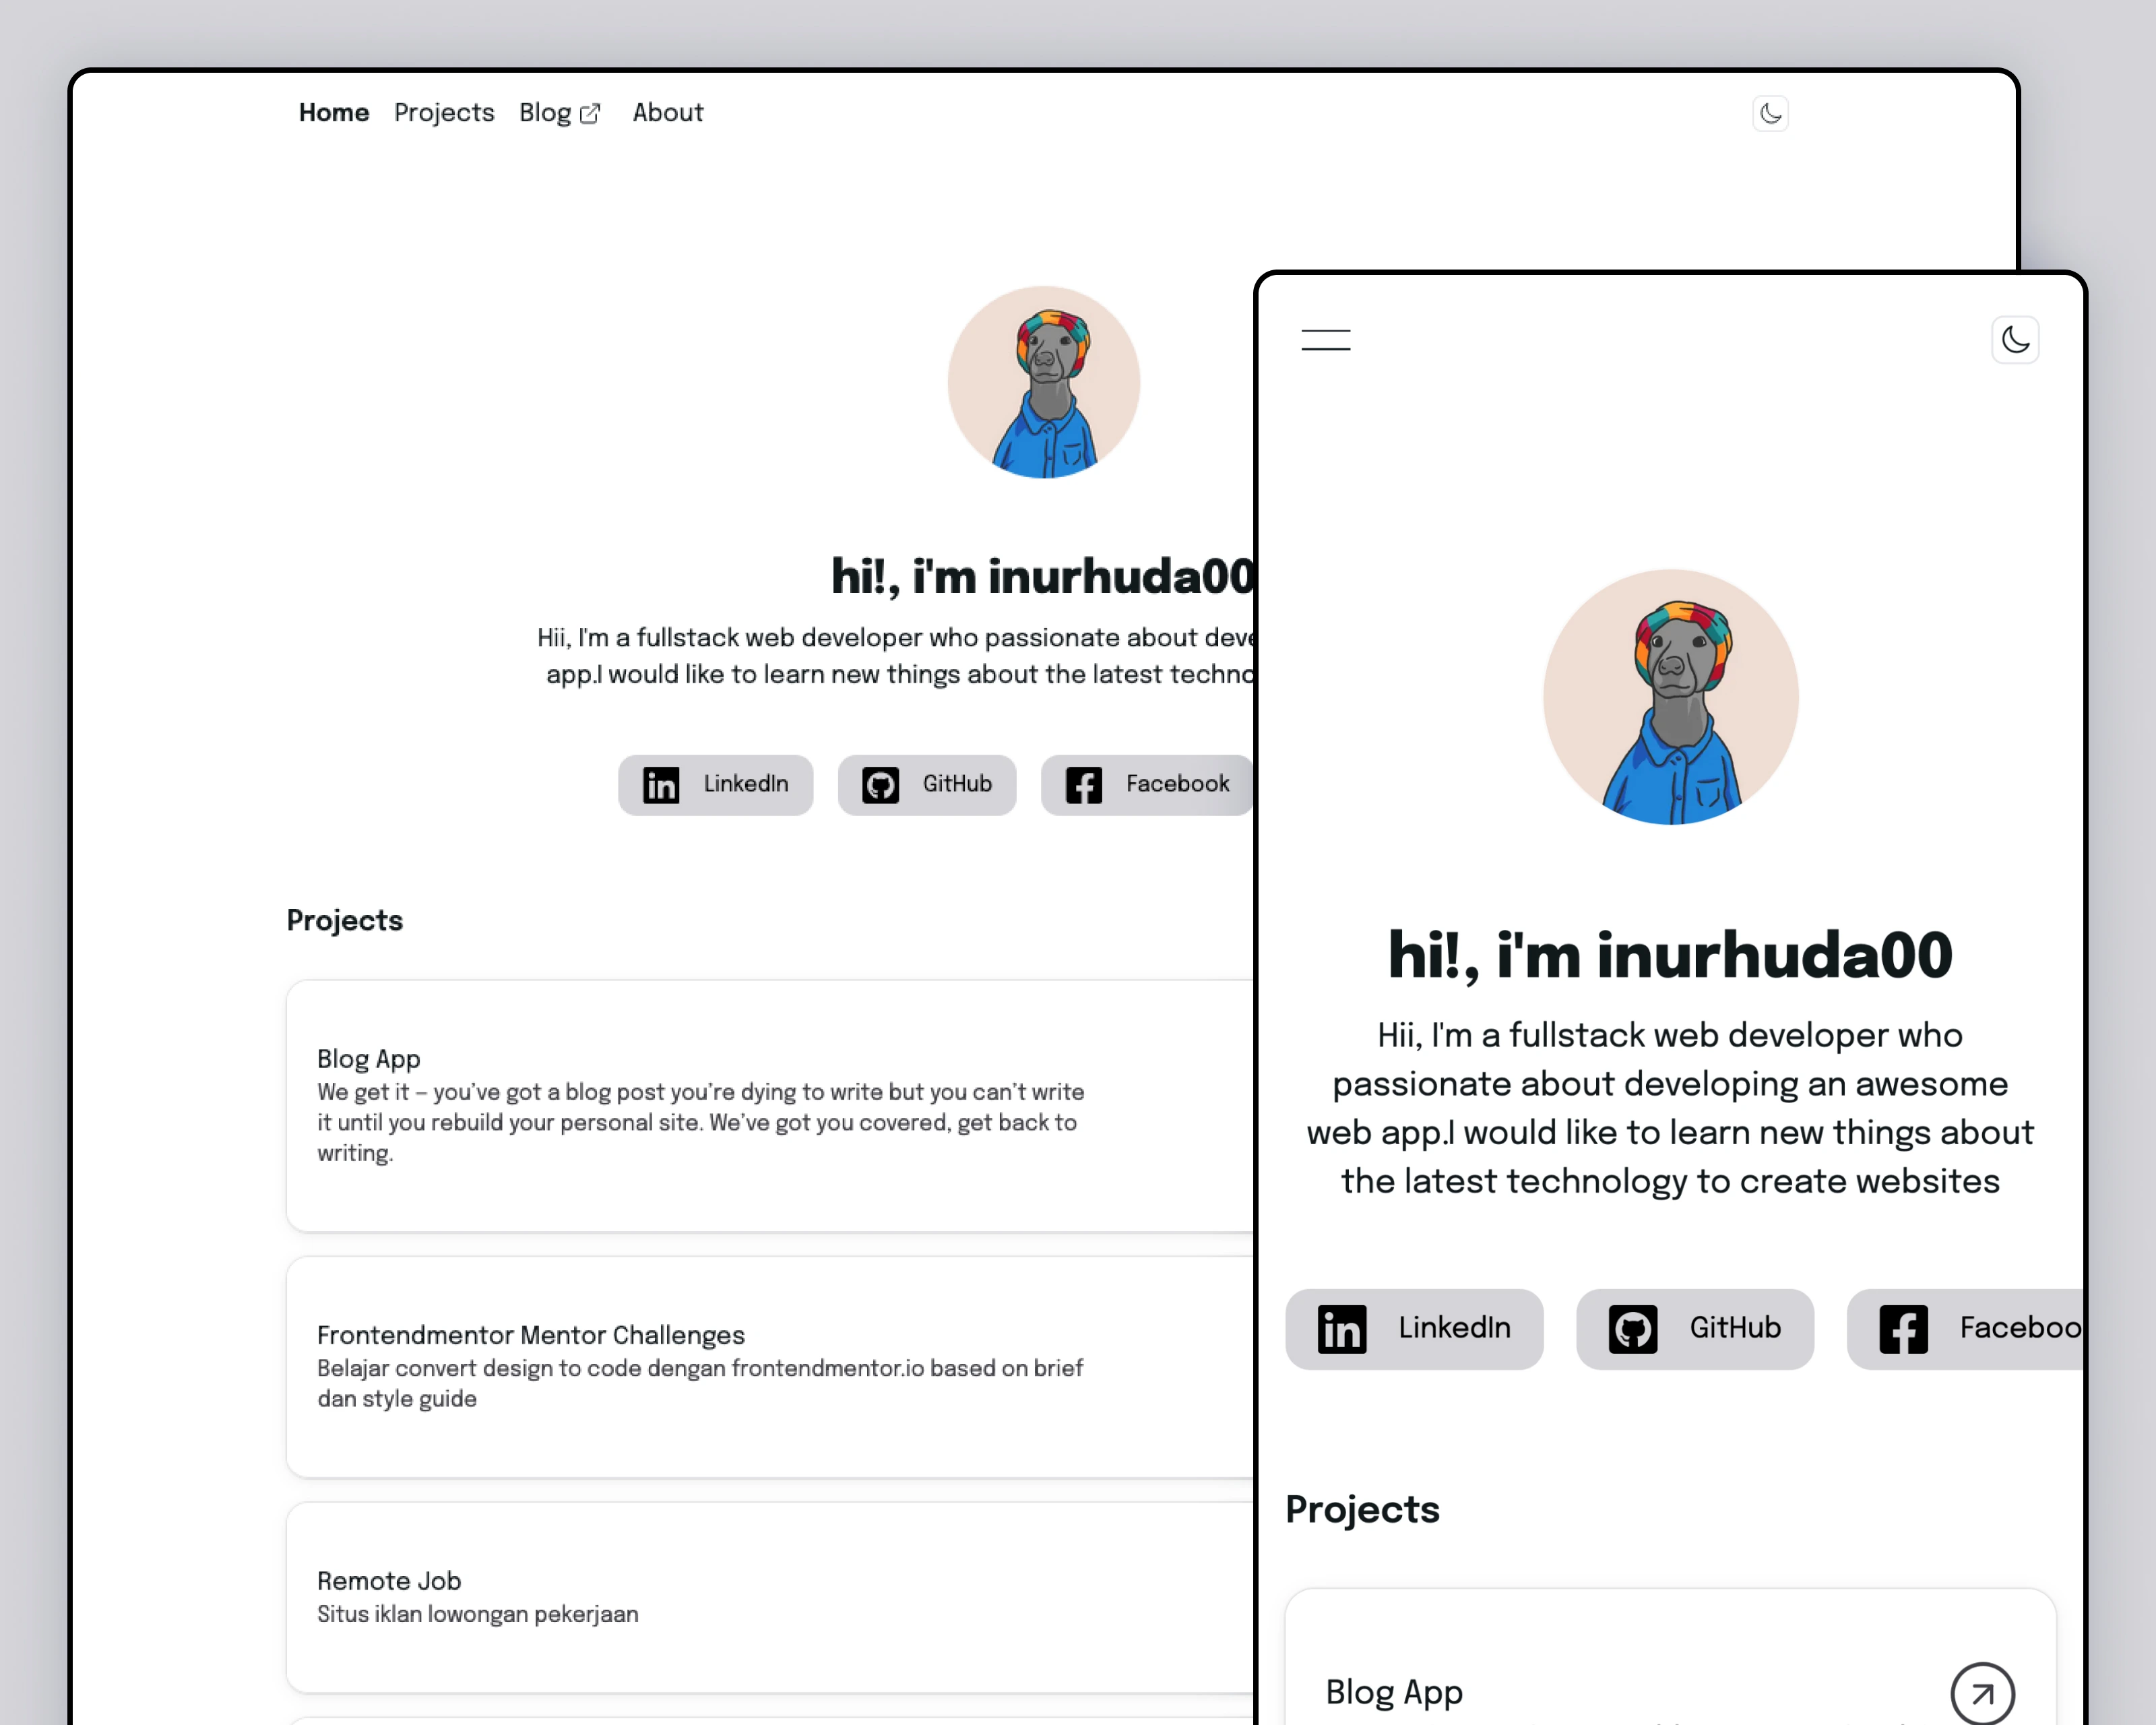 Home Projects Blog About
hi!, i'm inurhuda00
Hii, I'm a fullstack web developer who passionate about deve
app.I would like to learn new things about the latest techno
LinkedIn GitHub Facebook
Projects
Blog App
We get it – you’ve got a blog post you’re dying to write but you can’t write
it until you rebuild your personal site. We’ve got you covered, get back to
writing.
Frontendmentor Mentor Challenges
Belajar convert design to code dengan frontendmentor.io based on brief
dan style guide
Remote Job
Situs iklan lowongan pekerjaan
hi!, i'm inurhuda00
Hii, I'm a fullstack web developer who
passionate about developing an awesome
web app.I would like to learn new things about
the latest technology to create websites
LinkedIn GitHub Faceboo
Projects
Blog App